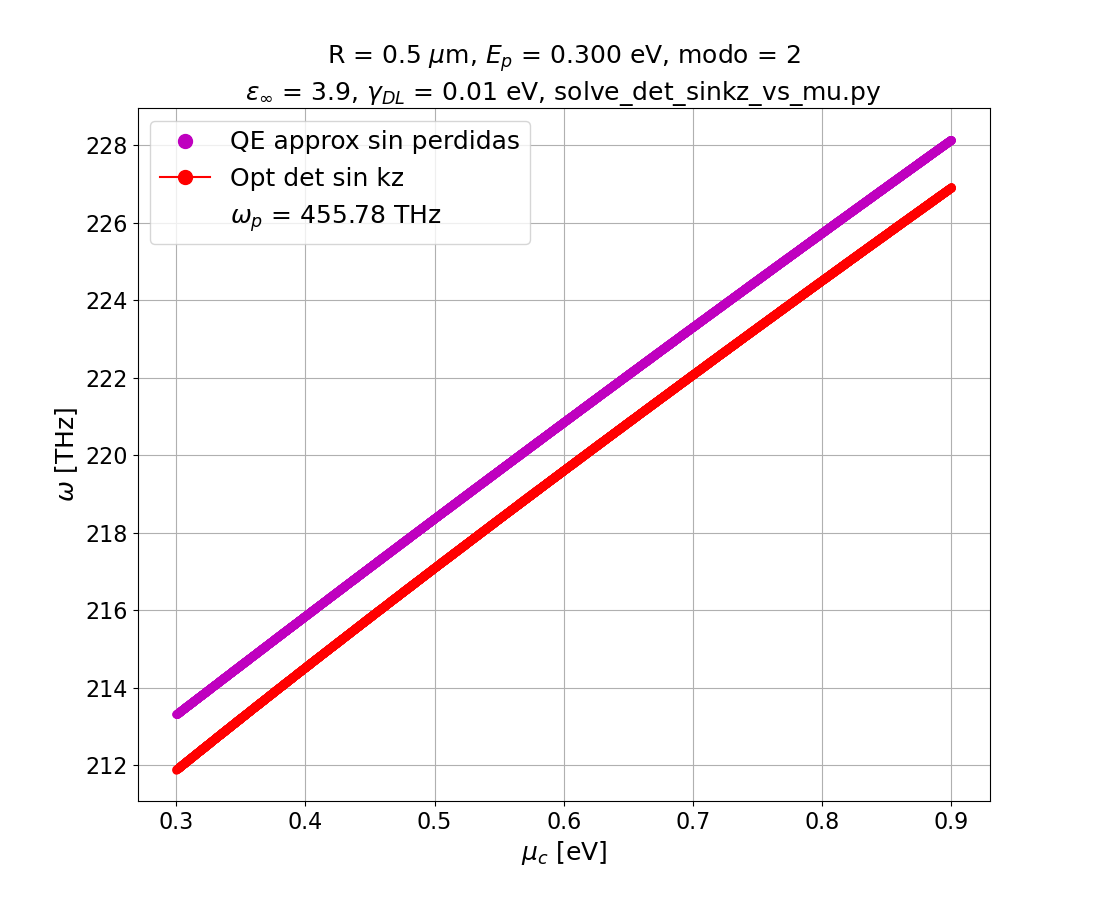 R = 0.5 μm, E_p = 0.300 eV, modo = 2
ε_∞ = 3.9, γ_DL = 0.01 eV, solve_det_sinkz_vs_mu.py
QE approx sin perdidas
Opt det sin kz
ω_p = 455.78 THz
228
226
224
222
220
218
216
214
212
ω [THz]
0.3 0.4 0.5 0.6 0.7 0.8 0.9
μ_c [eV]